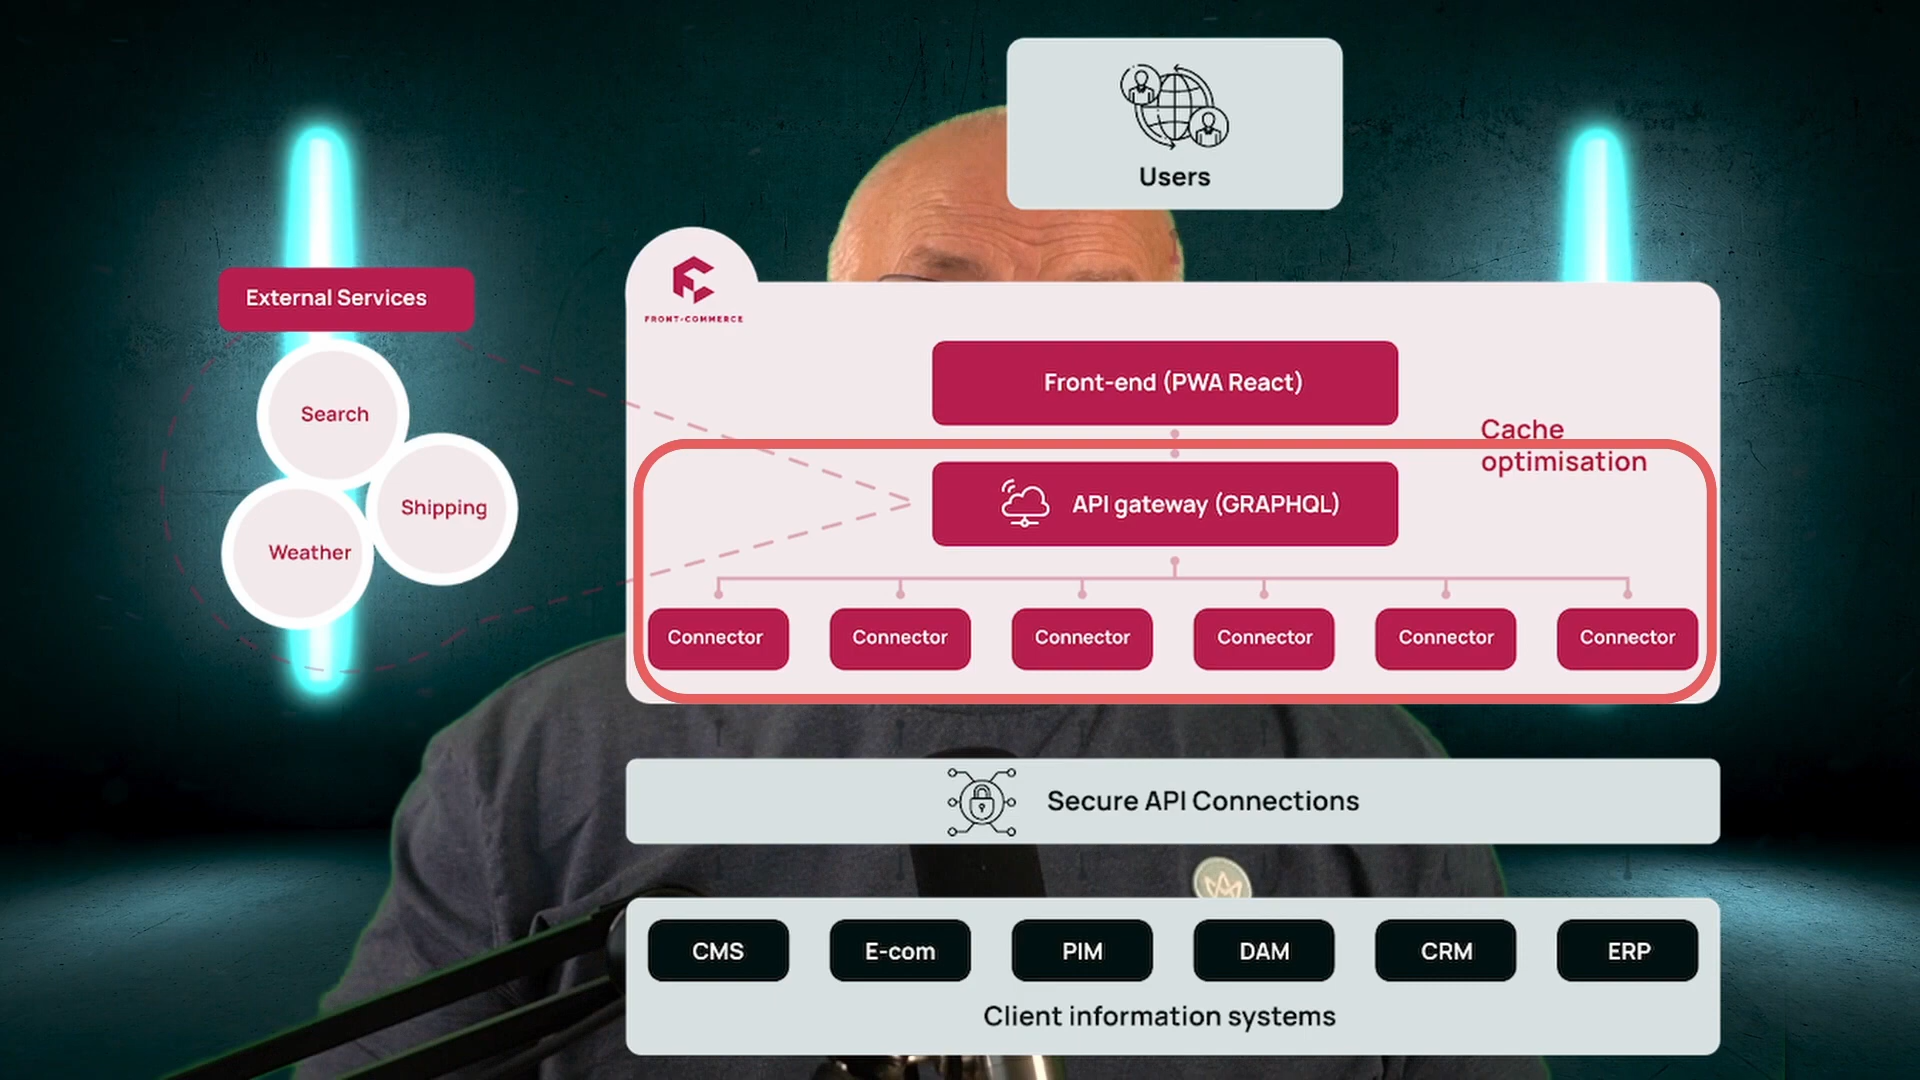 Users
External Services
Search
Shipping
Weather
FRONT-COMMERCE
Front-end (PWA React)
Cache
optimisation
API gateway (GRAPHQL)
Connector
Connector
Connector
Connector
Connector
Connector
Secure API Connections
CMS
E-com
PIM
DAM
CRM
ERP
Client information systems